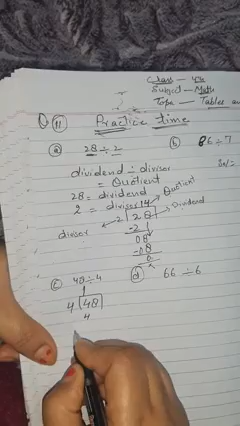 Class - 4th
Subject - Math
Topic - Tables a
Q (11) Practice time
(a) 28 ÷ 2
(b) 86 ÷ 7
dividend ÷ divisor
= Quotient
28 = dividend
2 = divisor 14 → Quotient
divisor ← 2 28 → Dividend
-2
08
-08
0
(c) 48 ÷ 4
(d) 66 ÷ 6
4 48
4